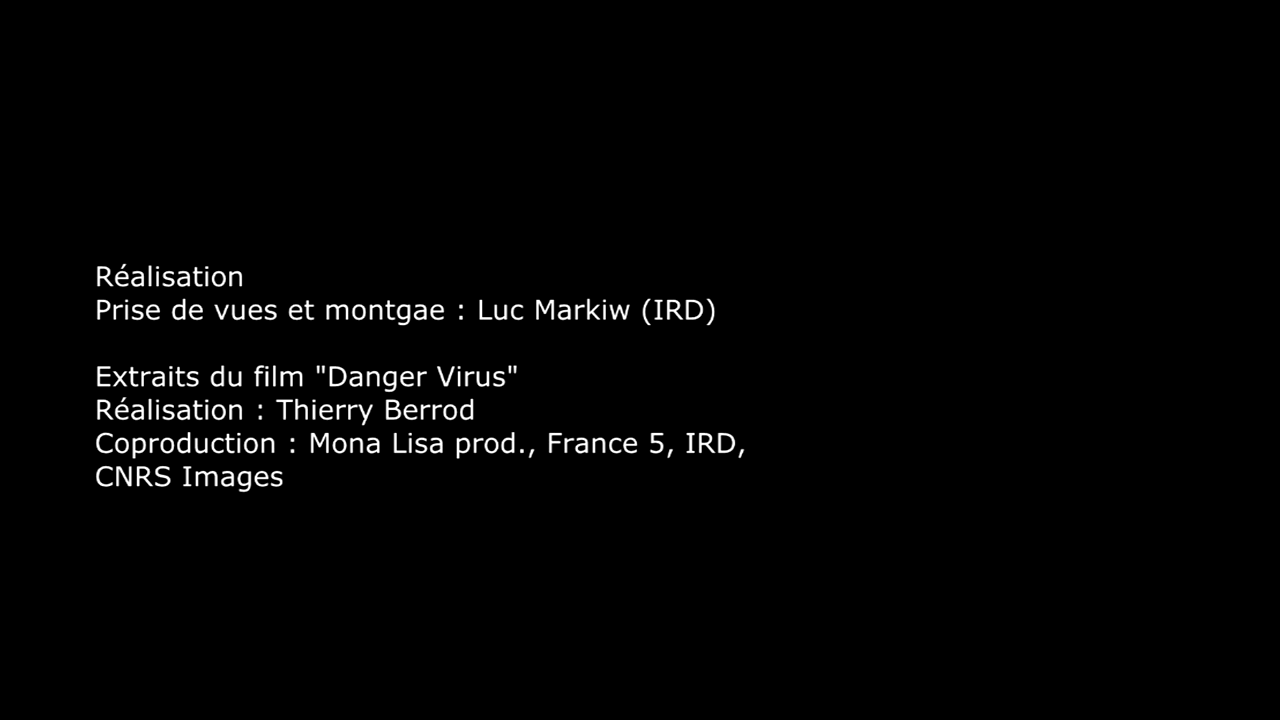 Réalisation
Prise de vues et montgae : Luc Markiw (IRD)
Extraits du film "Danger Virus"
Réalisation : Thierry Berrod
Coproduction : Mona Lisa prod., France 5, IRD,
CNRS Images